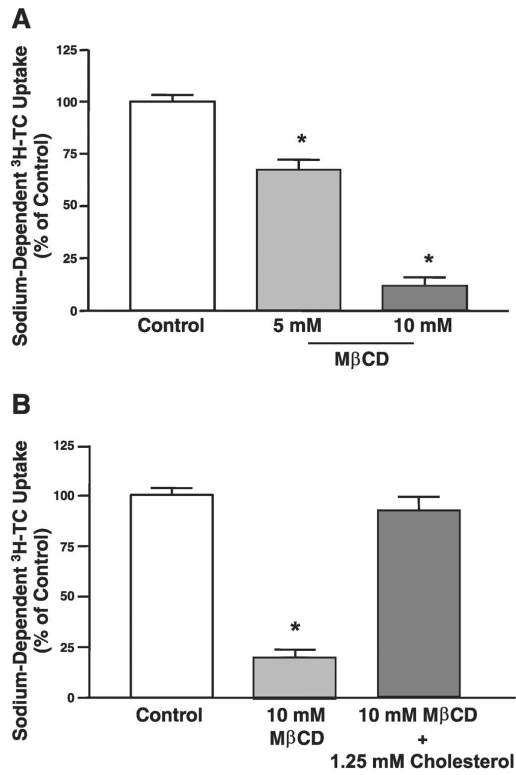 A
Sodium-Dependent ³H-TC Uptake
(% of Control)
125
100
75
50
25
0
*
*
Control
5 mM
10 mM
MβCD
B
Sodium-Dependent ³H-TC Uptake
(% of Control)
125
100
75
50
25
0
*
Control
10 mM
MβCD
10 mM MβCD
+
1.25 mM Cholesterol